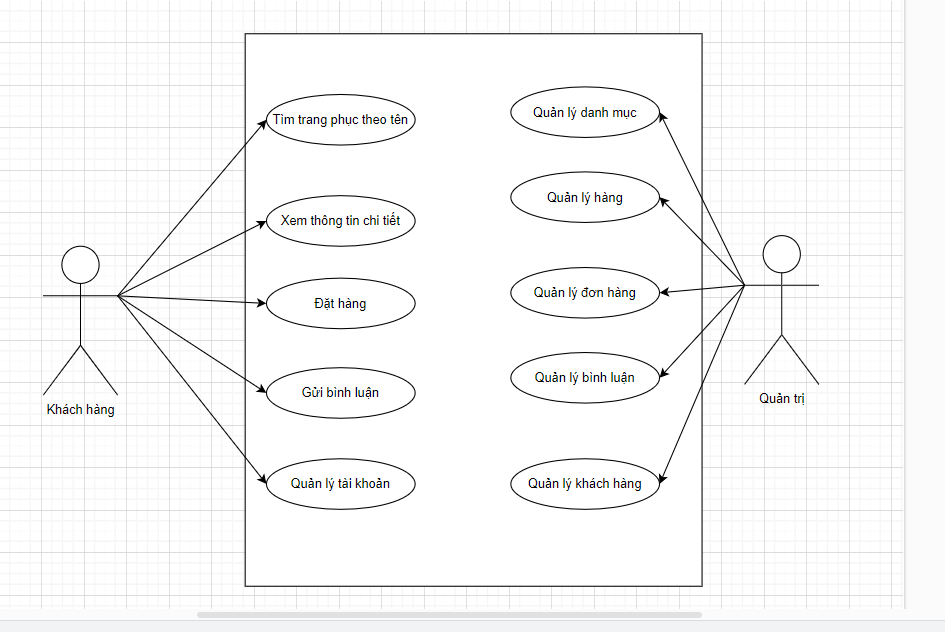 Tìm trang phục theo tên
Xem thông tin chi tiết
Đặt hàng
Gửi bình luận
Quản lý tài khoản
Khách hàng
Quản lý danh mục
Quản lý hàng
Quản lý đơn hàng
Quản lý bình luận
Quản lý khách hàng
Quản trị